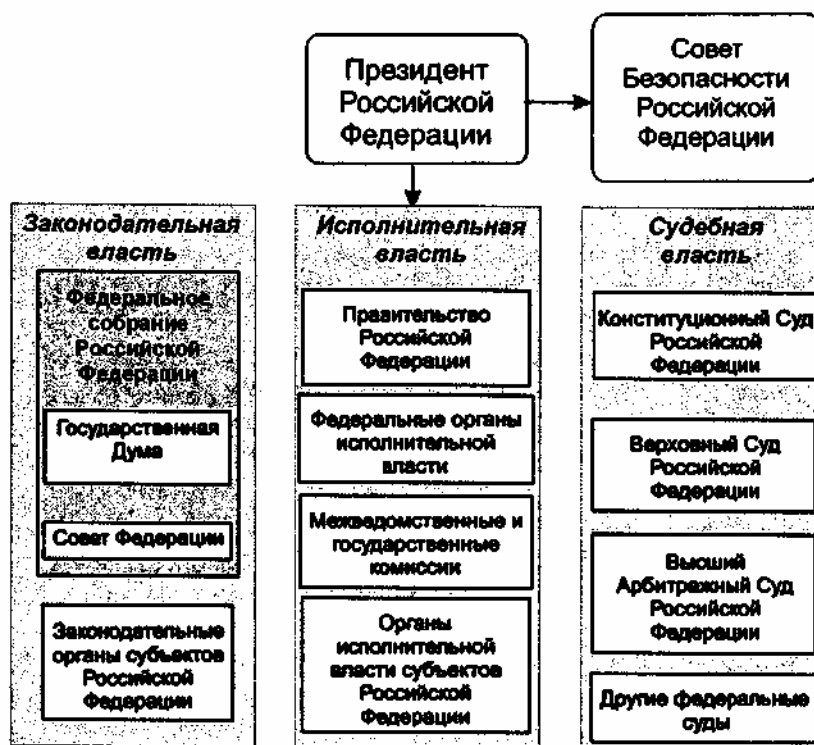 Президент
Российской
Федерации
Совет
Безопасности
Российской
Федерации
Законодательная
власть
Федеральное
собрание
Российской
Федерации
Государственная
Дума
Совет Федерации
Законодательные
органы субъектов
Российской
Федерации
Исполнительная
власть
Правительство
Российской
Федерации
Федеральные органы
исполнительной
власти
Межведомственные и
государственные
комиссии
Органы
исполнительной
власти субъектов
Российской
Федерации
Судебная
власть
Конституционный Суд
Российской
Федерации
Верховный Суд
Российской
Федерации
Высший
Арбитражный Суд
Российской
Федерации
Другие федеральные
суды